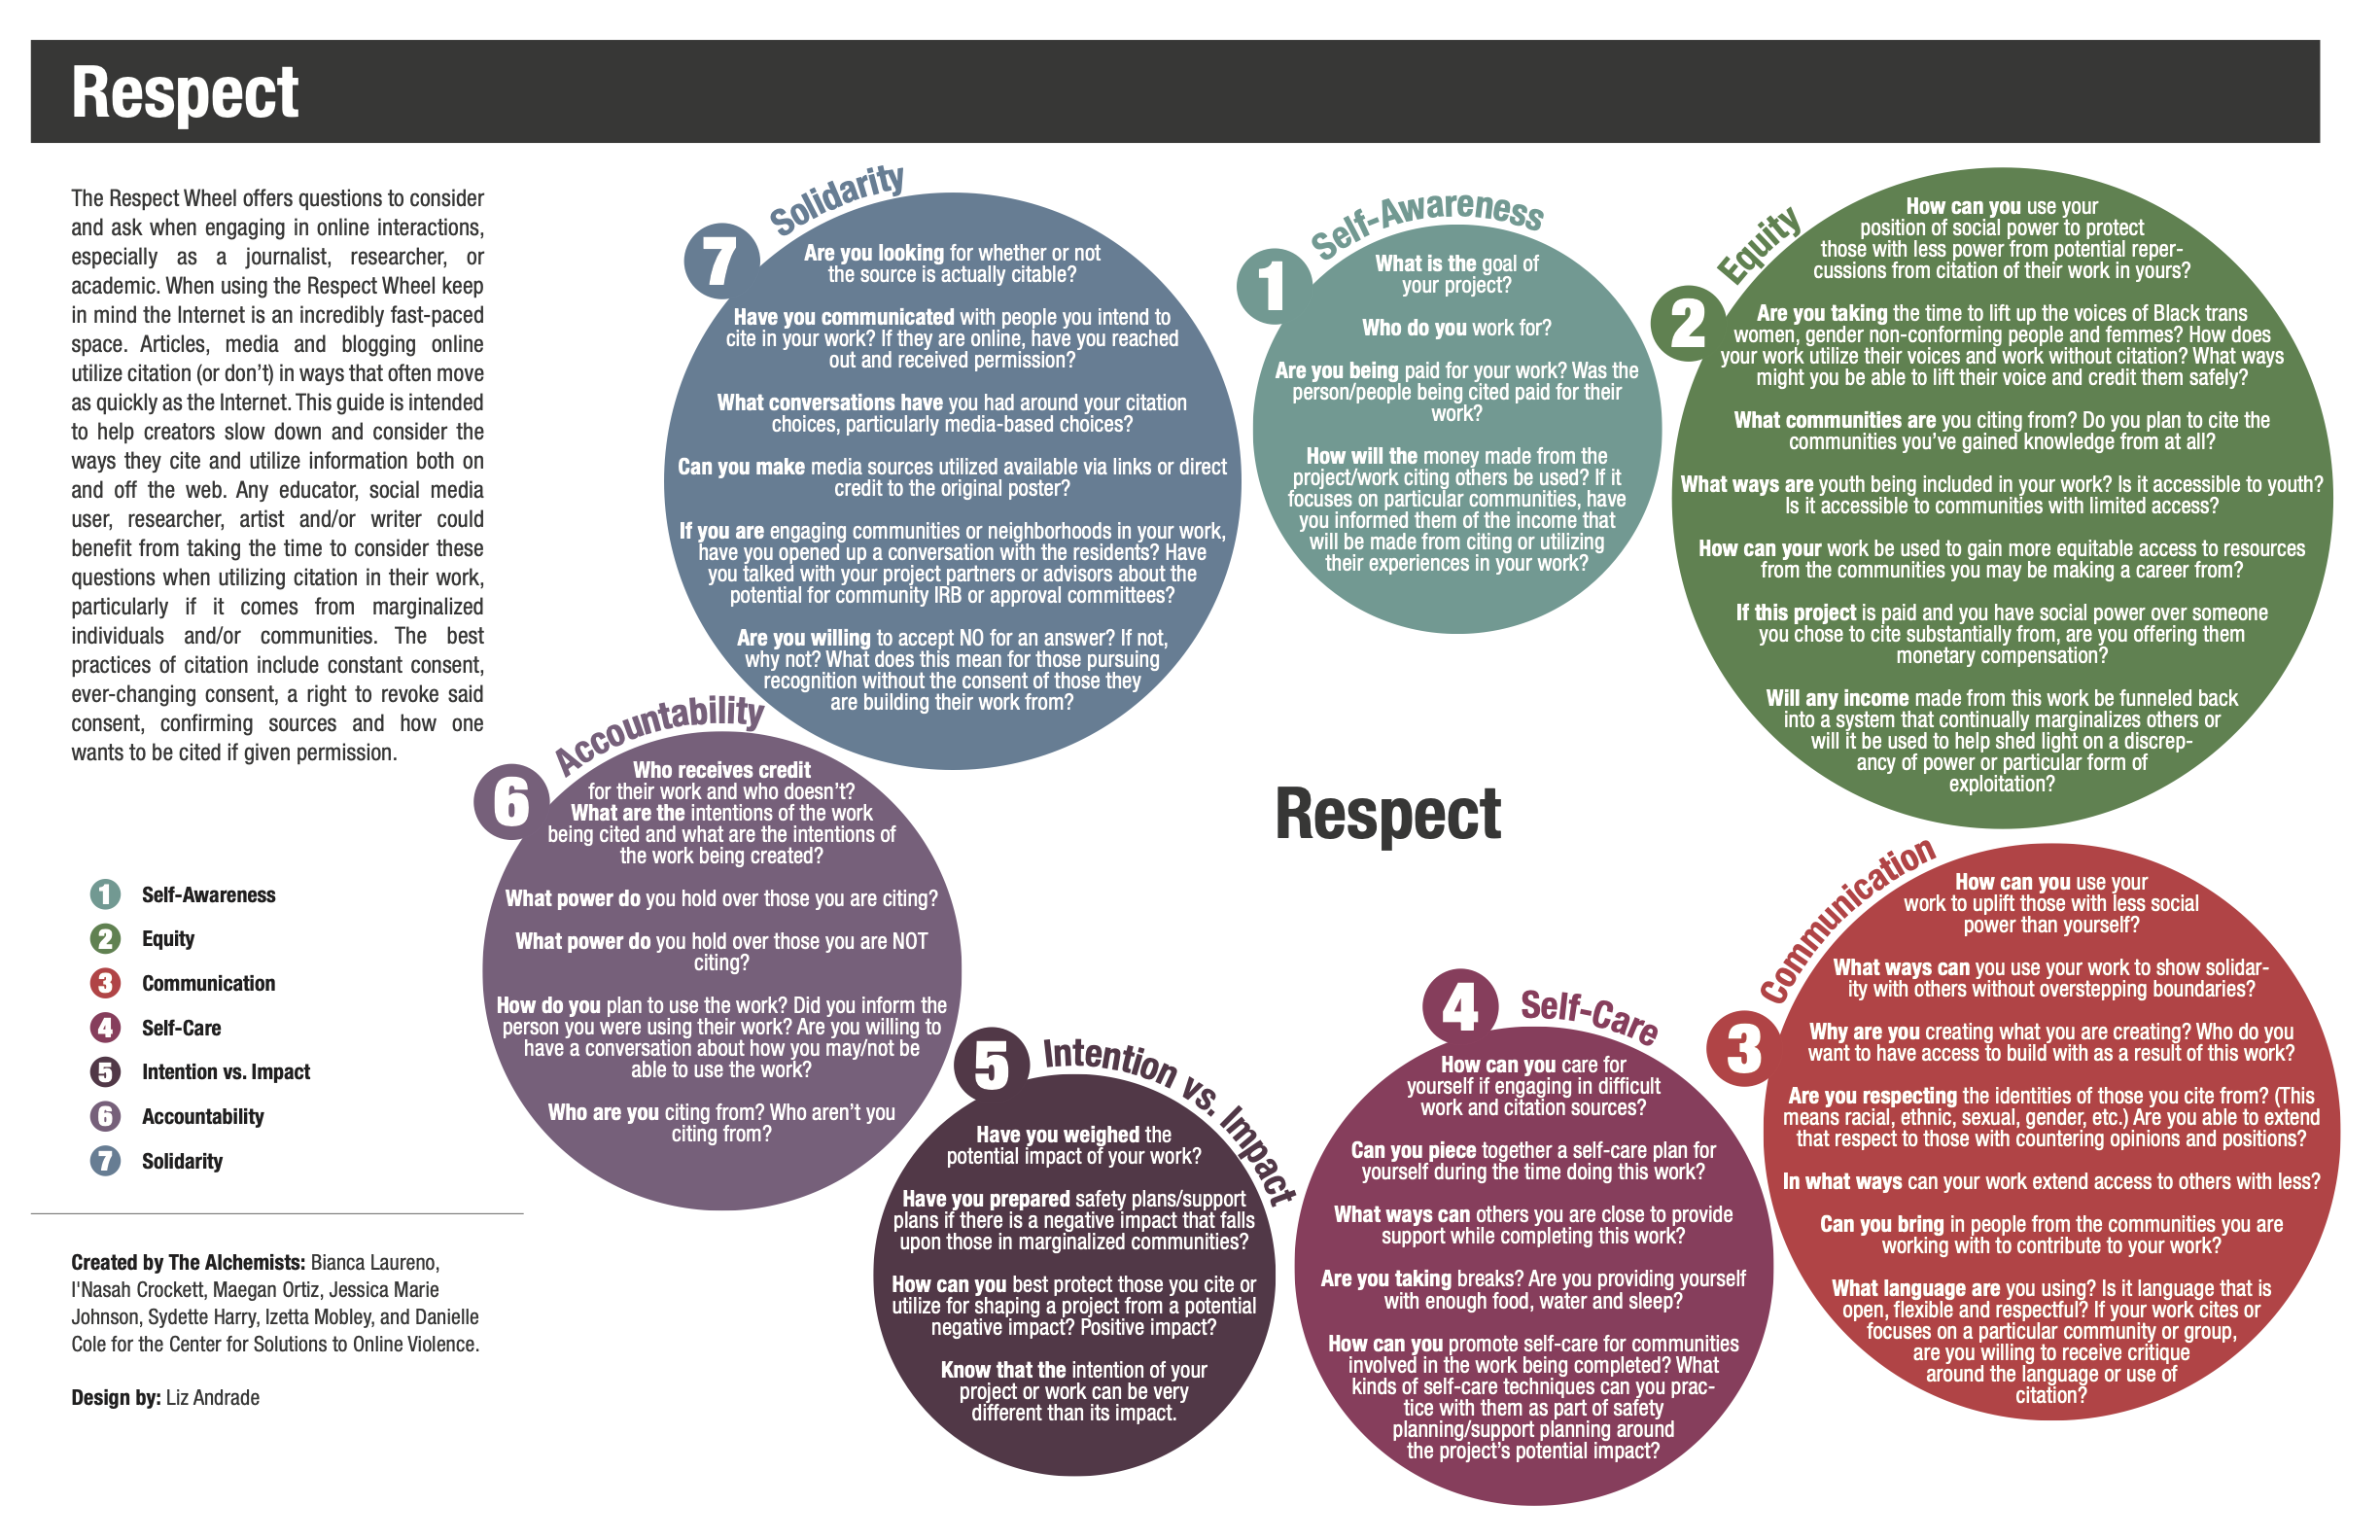 Respect
The Respect Wheel offers questions to consider
and ask when engaging in online interactions,
especially as a journalist, researcher, or
academic. When using the Respect Wheel keep
in mind the Internet is an incredibly fast-paced
space. Articles, media and blogging online
utilize citation (or don’t) in ways that often move
as quickly as the Internet. This guide is intended
to help creators slow down and consider the
ways they cite and utilize information both on
and off the web. Any educator, social media
user, researcher, artist and/or writer could
benefit from taking the time to consider these
questions when utilizing citation in their work,
particularly if it comes from marginalized
individuals and/or communities. The best
practices of citation include constant consent,
ever-changing consent, a right to revoke said
consent, confirming sources and how one
wants to be cited if given permission.
1 Self-Awareness
2 Equity
3 Communication
4 Self-Care
5 Intention vs. Impact
6 Accountability
7 Solidarity
Created by The Alchemists: Bianca Laureno,
I'Nasah Crockett, Maegan Ortiz, Jessica Marie
Johnson, Sydette Harry, Izetta Mobley, and Danielle
Cole for the Center for Solutions to Online Violence.
Design by: Liz Andrade
Respect
1 Self-Awareness
What is the goal of
your project?
Who do you work for?
Are you being paid for your work? Was the
person/people being cited paid for their
work?
How will the money made from the
project/work citing others be used? If it
focuses on particular communities, have
you informed them of the income that
will be made from citing or utilizing
their experiences in your work?
2 Equity
How can you use your
position of social power to protect
those with less power from potential reper-
cussions from citation of their work in yours?
Are you taking the time to lift up the voices of Black trans
women, gender non-conforming people and femmes? How does
your work utilize their voices and work without citation? What ways
might you be able to lift their voice and credit them safely?
What communities are you citing from? Do you plan to cite the
communities you’ve gained knowledge from at all?
What ways are youth being included in your work? Is it accessible to youth?
Is it accessible to communities with limited access?
How can your work be used to gain more equitable access to resources
from the communities you may be making a career from?
If this project is paid and you have social power over someone
you chose to cite substantially from, are you offering them
monetary compensation?
Will any income made from this work be funneled back
into a system that continually marginalizes others or
will it be used to help shed light on a discrep-
ancy of power or particular form of
exploitation?
3 Communication
How can you use your
work to uplift those with less social
power than yourself?
What ways can you use your work to show solidar-
ity with others without overstepping boundaries?
Why are you creating what you are creating? Who do you
want to have access to build with as a result of this work?
Are you respecting the identities of those you cite from? (This
means racial, ethnic, sexual, gender, etc.) Are you able to extend
that respect to those with countering opinions and positions?
In what ways can your work extend access to others with less?
Can you bring in people from the communities you are
working with to contribute to your work?
What language are you using? Is it language that is
open, flexible and respectful? If your work cites or
focuses on a particular community or group,
are you willing to receive critique
around the language or use of
citation?
4 Self-Care
How can you care for
yourself if engaging in difficult
work and citation sources?
Can you piece together a self-care plan for
yourself during the time doing this work?
What ways can others you are close to provide
support while completing this work?
Are you taking breaks? Are you providing yourself
with enough food, water and sleep?
How can you promote self-care for communities
involved in the work being completed? What
kinds of self-care techniques can you prac-
tice with them as part of safety
planning/support planning around
the project’s potential impact?
5 Intention vs. Impact
Have you weighed the
potential impact of your work?
Have you prepared safety plans/support
plans if there is a negative impact that falls
upon those in marginalized communities?
How can you best protect those you cite or
utilize for shaping a project from a potential
negative impact? Positive impact?
Know that the intention of your
project or work can be very
different than its impact.
6 Accountability
Who receives credit
for their work and who doesn’t?
What are the intentions of the work
being cited and what are the intentions of
the work being created?
What power do you hold over those you are citing?
What power do you hold over those you are NOT
citing?
How do you plan to use the work? Did you inform the
person you were using their work? Are you willing to
have a conversation about how you may/not be
able to use the work?
Who are you citing from? Who aren’t you
citing from?
7 Solidarity
Are you looking for whether or not
the source is actually citable?
Have you communicated with people you intend to
cite in your work? If they are online, have you reached
out and received permission?
What conversations have you had around your citation
choices, particularly media-based choices?
Can you make media sources utilized available via links or direct
credit to the original poster?
If you are engaging communities or neighborhoods in your work,
have you opened up a conversation with the residents? Have
you talked with your project partners or advisors about the
potential for community IRB or approval committees?
Are you willing to accept NO for an answer? If not,
why not? What does this mean for those pursuing
recognition without the consent of those they
are building their work from?